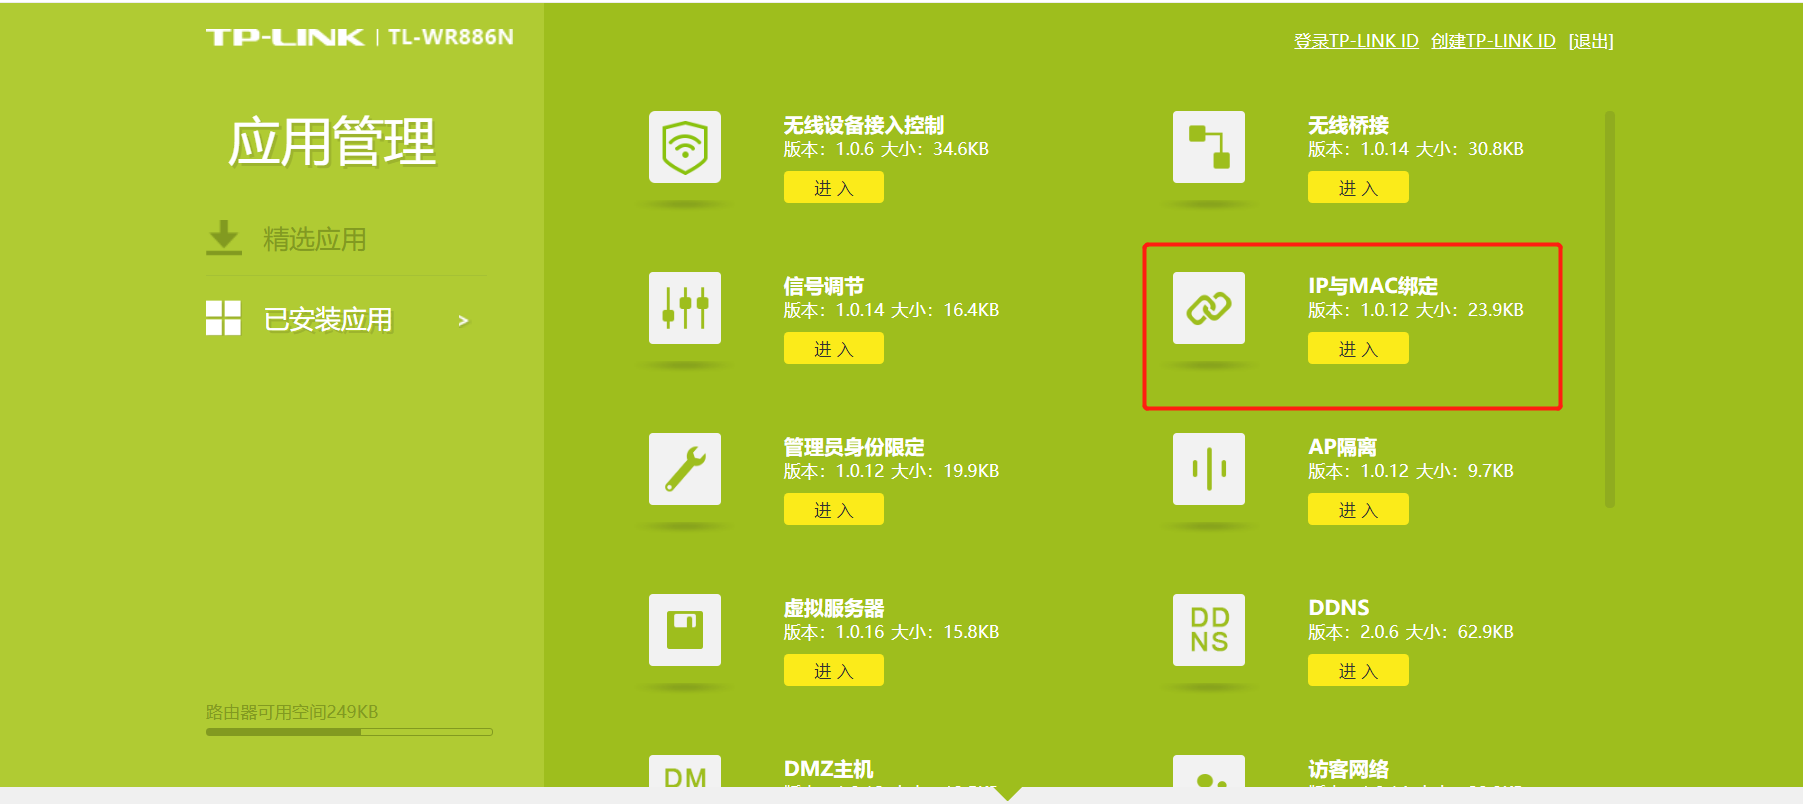 TP-LINK | TL-WR886N
登录TP-LINK ID 创建TP-LINK ID [退出]
应用管理
精选应用
已安装应用 >
路由器可用空间249KB
无线设备接入控制
版本：1.0.6 大小：34.6KB
进 入
无线桥接
版本：1.0.14 大小：30.8KB
进 入
信号调节
版本：1.0.14 大小：16.4KB
进 入
IP与MAC绑定
版本：1.0.12 大小：23.9KB
进 入
管理员身份限定
版本：1.0.12 大小：19.9KB
进 入
AP隔离
版本：1.0.12 大小：9.7KB
进 入
虚拟服务器
版本：1.0.16 大小：15.8KB
进 入
DD
NS
DDNS
版本：2.0.6 大小：62.9KB
进 入
DM
DMZ主机
访客网络